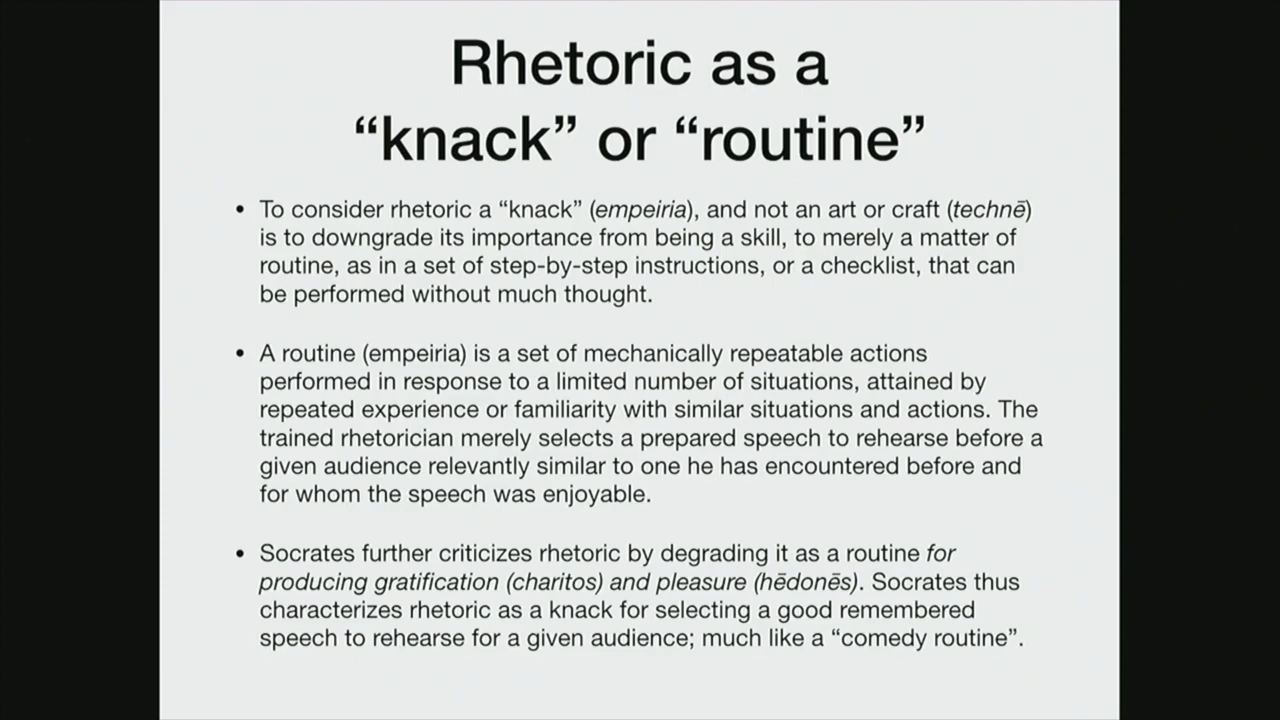 Rhetoric as a
“knack” or “routine”
• To consider rhetoric a “knack” (empeiria), and not an art or craft (technē)
is to downgrade its importance from being a skill, to merely a matter of
routine, as in a set of step-by-step instructions, or a checklist, that can
be performed without much thought.
• A routine (empeiria) is a set of mechanically repeatable actions
performed in response to a limited number of situations, attained by
repeated experience or familiarity with similar situations and actions. The
trained rhetorician merely selects a prepared speech to rehearse before a
given audience relevantly similar to one he has encountered before and
for whom the speech was enjoyable.
• Socrates further criticizes rhetoric by degrading it as a routine for
producing gratification (charitos) and pleasure (hēdonēs). Socrates thus
characterizes rhetoric as a knack for selecting a good remembered
speech to rehearse for a given audience; much like a “comedy routine”.